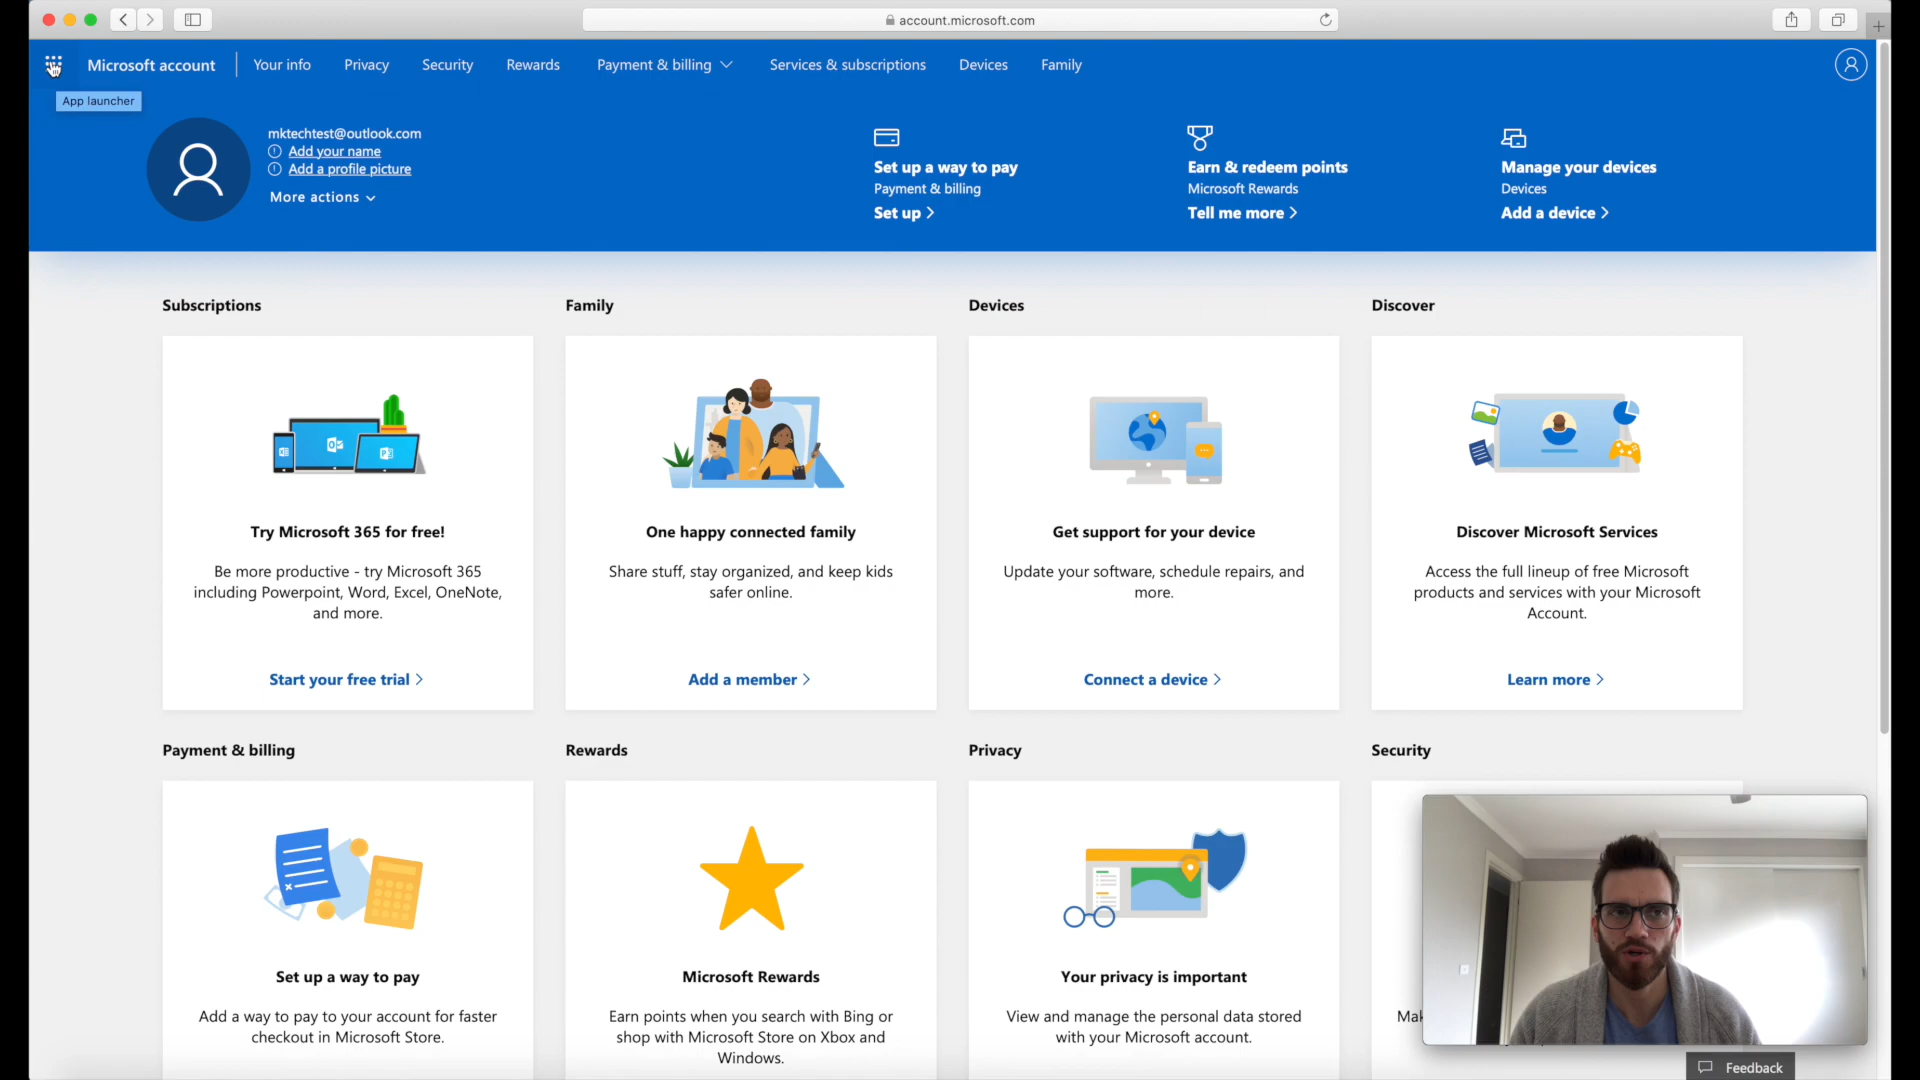 account.microsoft.com
Microsoft account
Your info
Privacy
Security
Rewards
Payment & billing
Services & subscriptions
Devices
Family
App launcher
mktechtest@outlook.com
Add your name
Add a profile picture
More actions
Set up a way to pay
Payment & billing
Set up
Earn & redeem points
Microsoft Rewards
Tell me more
Manage your devices
Devices
Add a device
Subscriptions
Family
Devices
Discover
Try Microsoft 365 for free!
Be more productive - try Microsoft 365
including Powerpoint, Word, Excel, OneNote,
and more.
Start your free trial
One happy connected family
Share stuff, stay organized, and keep kids
safer online.
Add a member
Get support for your device
Update your software, schedule repairs, and
more.
Connect a device
Discover Microsoft Services
Access the full lineup of free Microsoft
products and services with your Microsoft
Account.
Learn more
Payment & billing
Rewards
Privacy
Security
Set up a way to pay
Add a way to pay to your account for faster
checkout in Microsoft Store.
Microsoft Rewards
Earn points when you search with Bing or
shop with Microsoft Store on Xbox and
Windows.
Your privacy is important
View and manage the personal data stored
with your Microsoft account.
Feedback